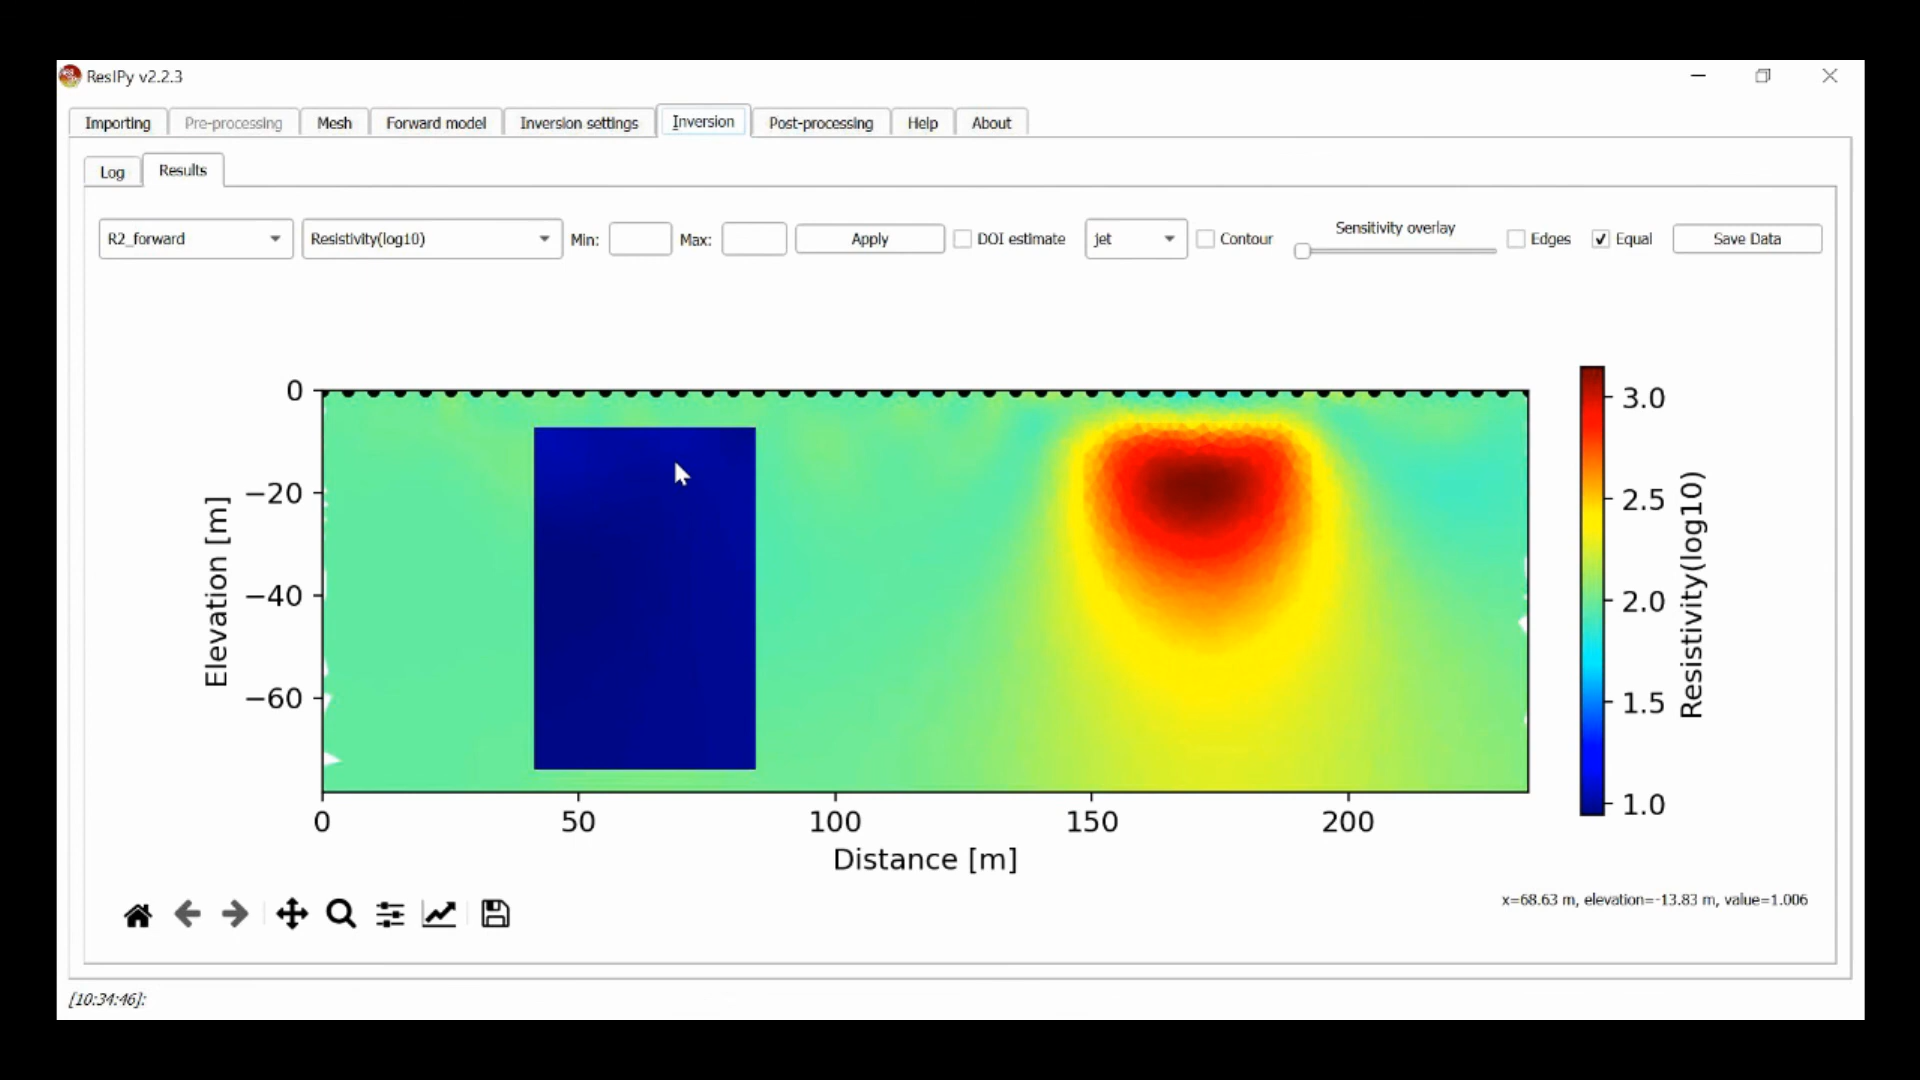 ResIPy v2.2.3
Importing Pre-processing Mesh Forward model Inversion settings Inversion Post-processing Help About
Log Results
R2_forward Resistivity(log10) Min: Max: Apply DOI estimate jet Contour Sensitivity overlay Edges Equal Save Data
0
−20
−40
−60
Elevation [m]
0 50 100 150 200
Distance [m]
3.0
2.5
2.0
1.5
1.0
Resistivity(log10)
x=68.63 m, elevation=-13.83 m, value=1.006
[10:34:46]: